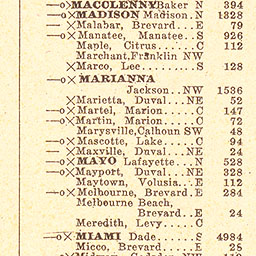 —o×MACCLENNY Baker N 394
—o×MADISON Madison. N 1328
×Malabar, Brevard.. E 79
—o×Manatee, Manatee.. S 926
Maple, Citrus..... C 112
Marchant, Franklin NW
×Marco, Lee........ S 128
—o×MARIANNA
Jackson.. NW 1536
×Marietta, Duval... NE 52
—o×Martel, Marion.... C 147
—o×Martin, Marion.... C 72
Marysville, Calhoun SW 48
—o×Mascotte, Lake.... C 94
×Maxville, Duval... NE 24
—o×MAYO Lafayette.... N 528
—o×Mayport, Duval.... NE 328
Maytown, Volusia.. E 112
—o×Melbourne, Brevard. E 284
Melbourne Beach,
Brevard.. E 24
Meredith, Levy.... C
—o×MIAMI Dade..... S 4984
Micco, Brevard.... E 25